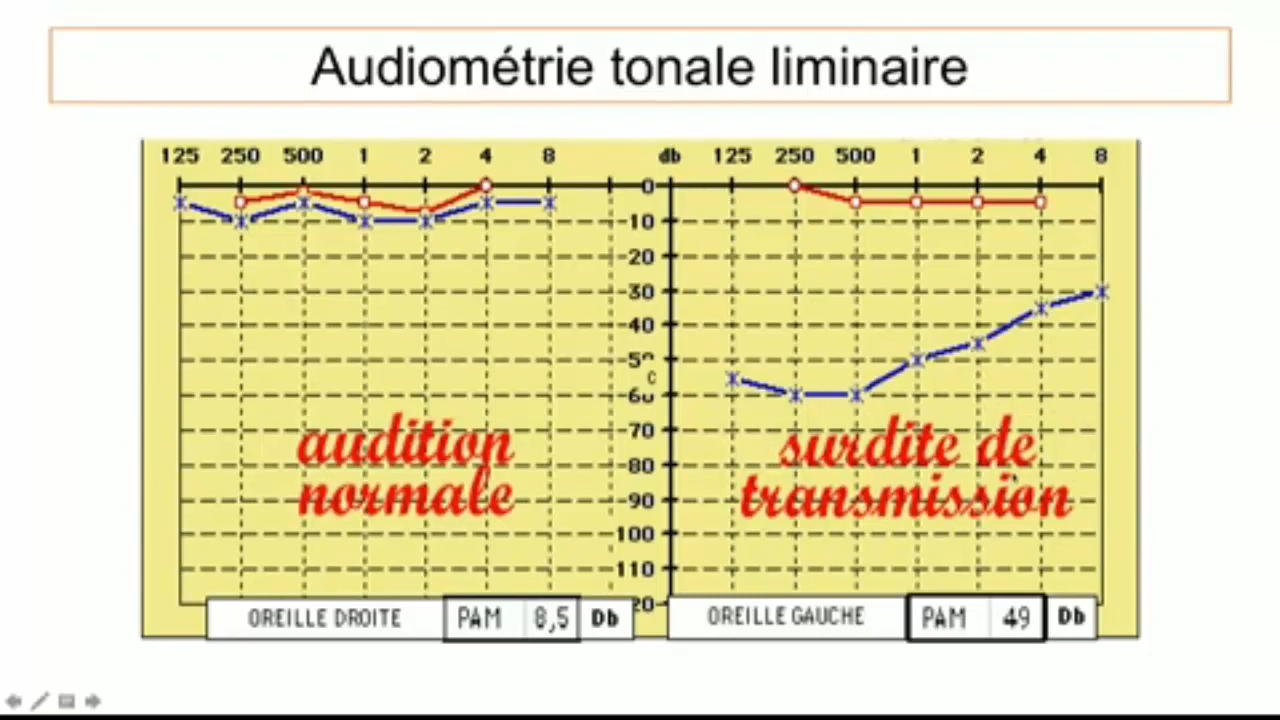 Audiométrie tonale liminaire
125 250 500 1 2 4 8 db 125 250 500 1 2 4 8
0
10
20
30
40
60
70
80
90
100
110
audition
normale
surdite de
transmission
OREILLE DROITE PAM 8,5 Db
OREILLE GAUCHE PAM 49 Db